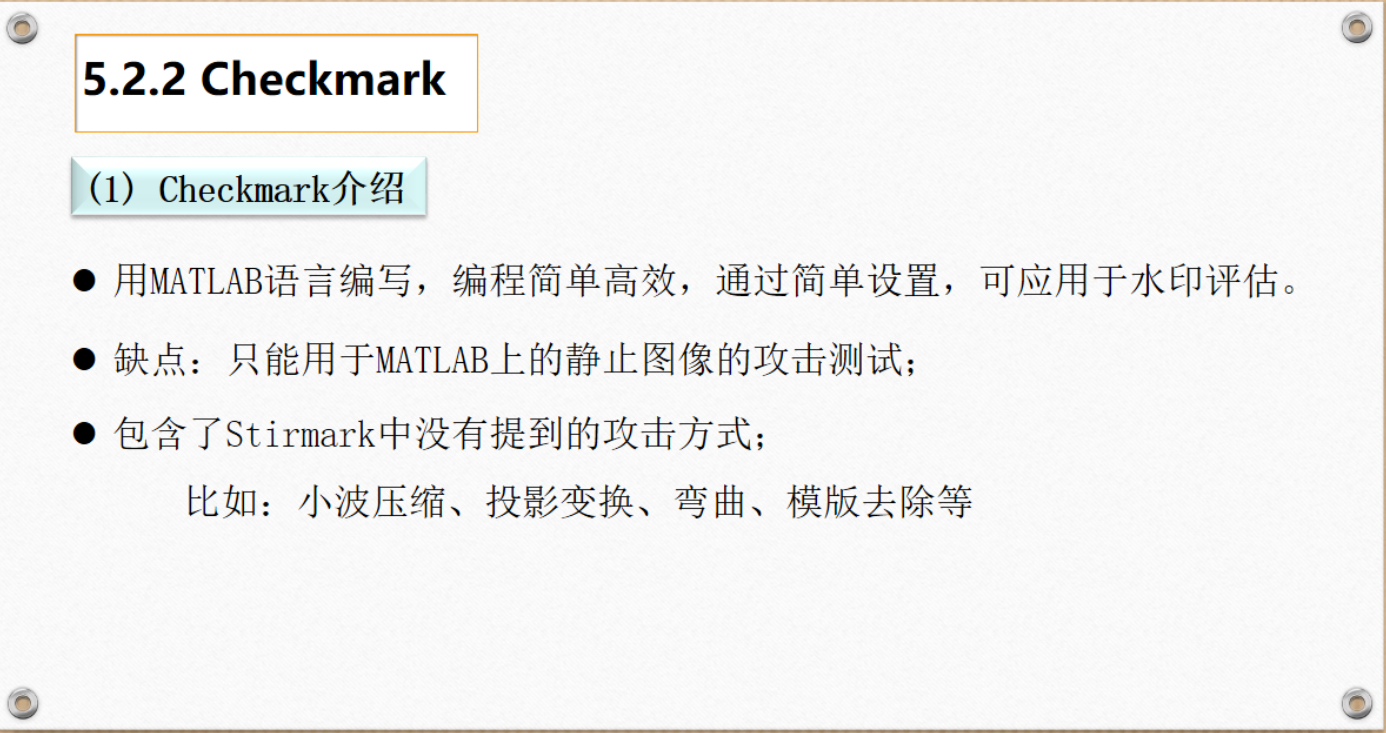 5.2.2 Checkmark
(1) Checkmark介绍
● 用MATLAB语言编写，编程简单高效，通过简单设置，可应用于水印评估。
● 缺点：只能用于MATLAB上的静止图像的攻击测试；
● 包含了Stirmark中没有提到的攻击方式；
比如：小波压缩、投影变换、弯曲、模版去除等